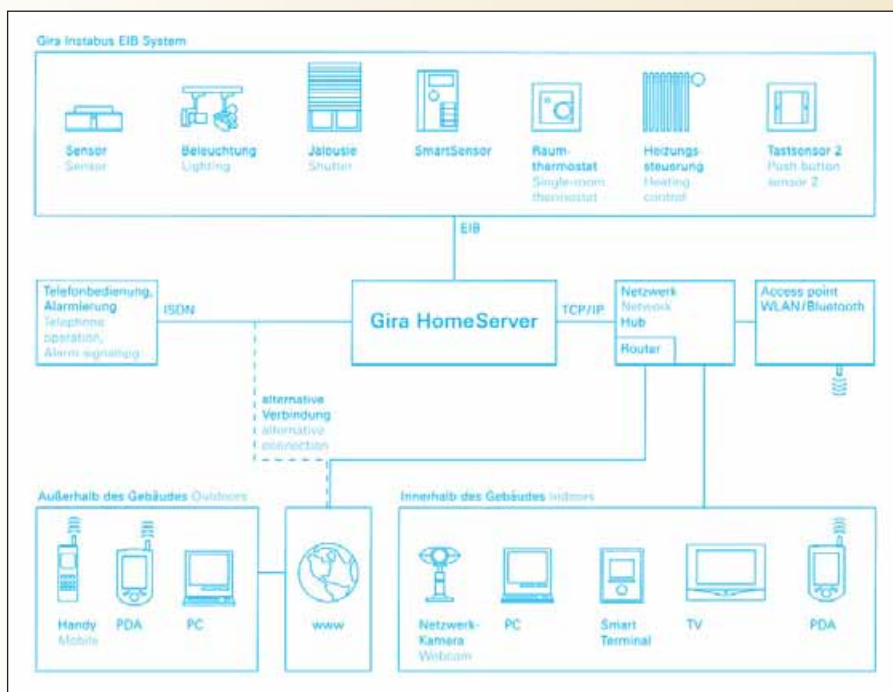 Gira Instabus EIB System
Sensor
Sensor
Beleuchtung
Lighting
Jalousie
Shutter
SmartSensor
Raum-
thermostat
Single-room
thermostat
Heizungs-
steuerung
Heating
control
Tastsensor 2
Push button
sensor 2
EIB
Telefonbedienung,
Alarmierung
Telephone
operation,
Alarm signalling
ISDN
Gira HomeServer
TCP/IP
Netzwerk
Network
Hub
Router
Access point
WLAN/Bluetooth
alternative
Verbindung
alternative
connection
Außerhalb des Gebäudes Outdoors
Handy
Mobile
PDA
PC
www
Innerhalb des Gebäudes Indoors
Netzwerk-
Kamera
Webcam
PC
Smart
Terminal
TV
PDA